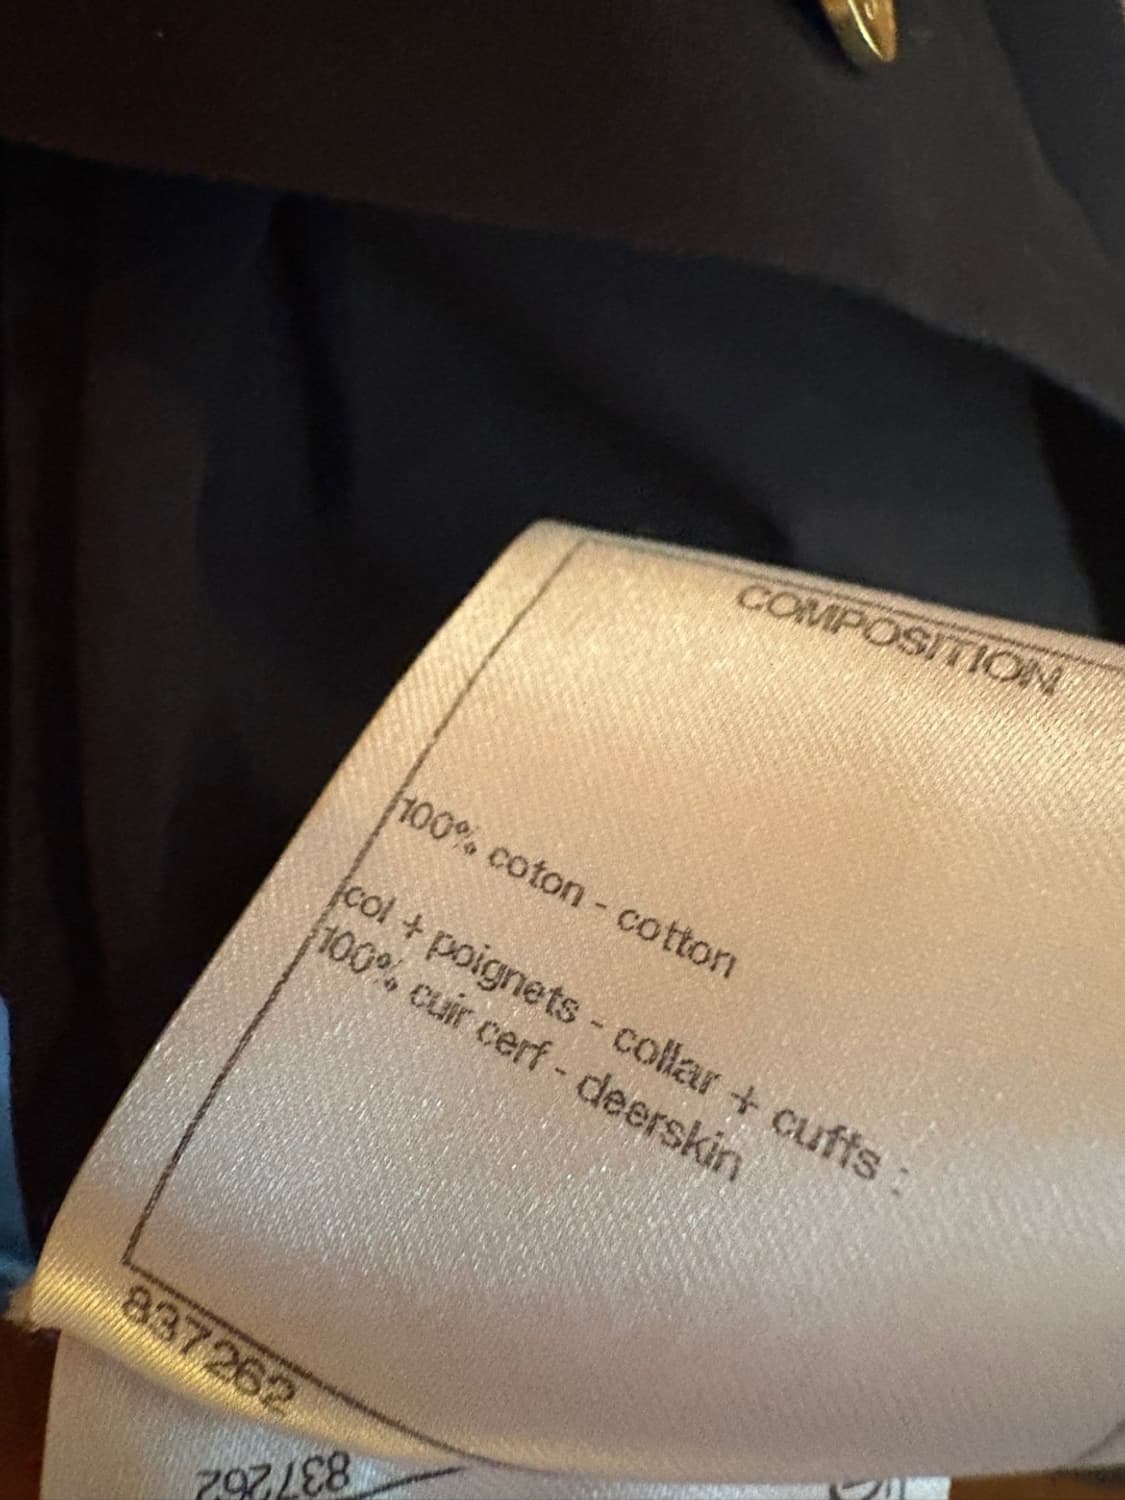 COMPOSITION
100% coton - cotton
col + poignets - collar + cuffs :
100% cuir cerf - deerskin
837262
837262